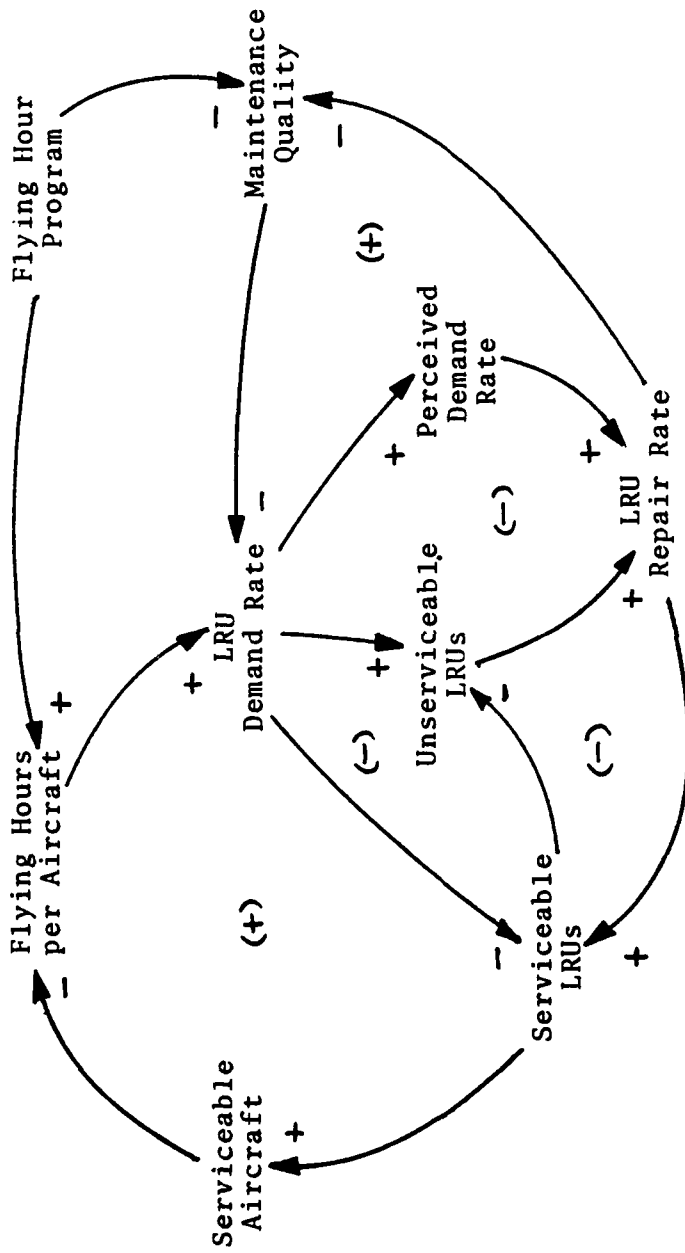 Flying Hours
per Aircraft
-
+
Flying Hour
Program
Serviceable
Aircraft
+
(+)
+
LRU
Demand Rate
-
-
Maintenance
Quality
-
(-)
+
+
(+)
Unserviceable
LRUs
-
(-)
Perceived
Demand
Rate
-
Serviceable
LRUs
+
(-)
+
+
LRU
Repair Rate